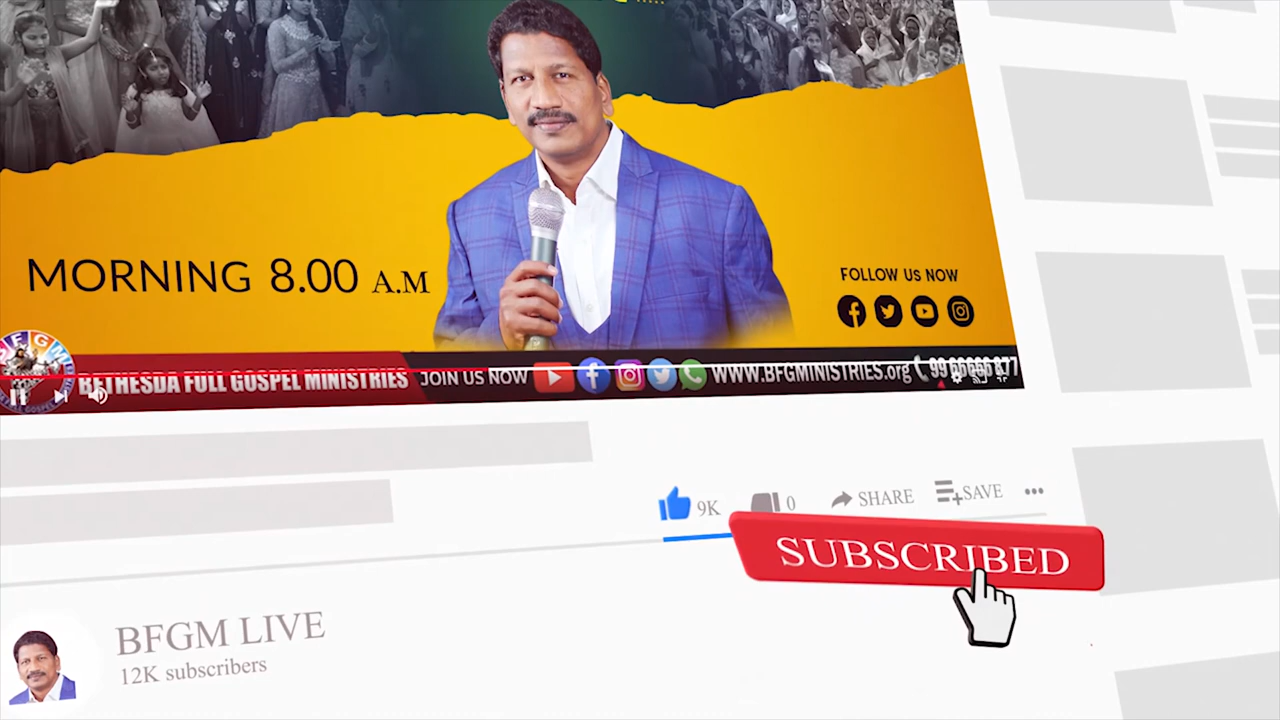 MORNING 8.00 A.M
FOLLOW US NOW
BFGM
BETHESDA FULL GOSPEL MINISTRIES
JOIN US NOW
WWW.BFGMINISTRIES.org
9K
0
SHARE
SAVE
SUBSCRIBED
BFGM LIVE
12K subscribers